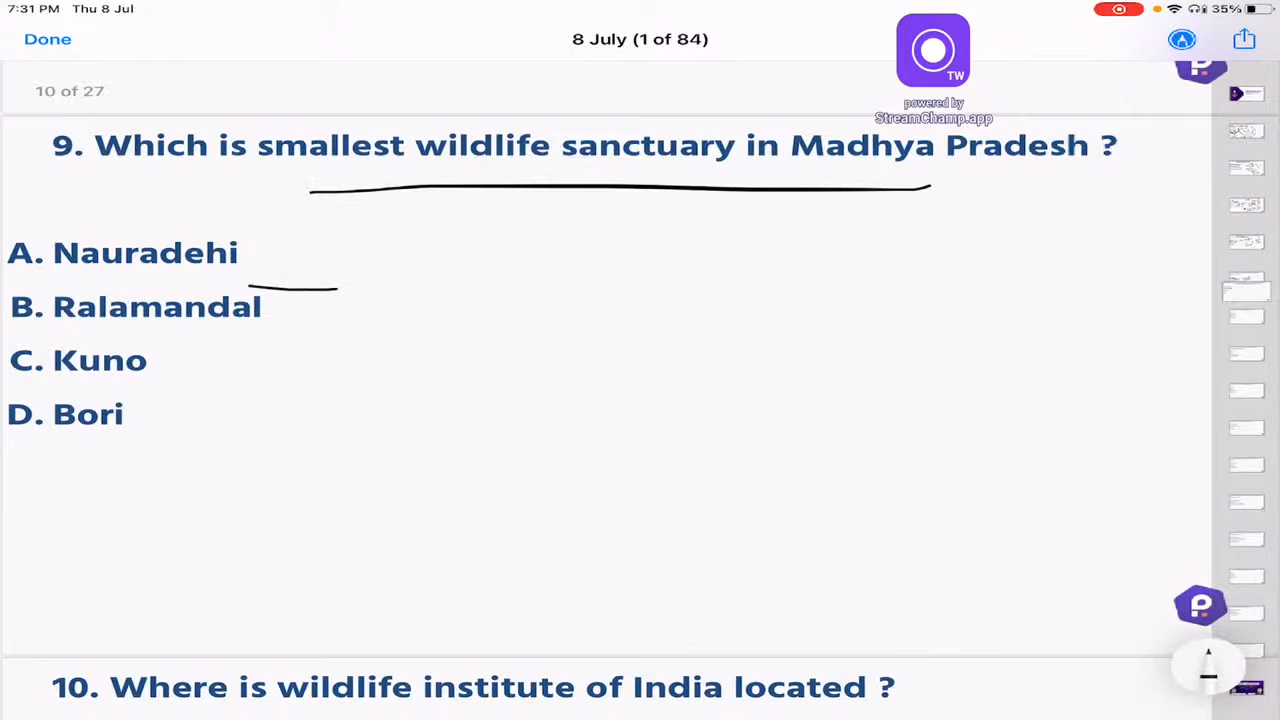 7:31 PM Thu 8 Jul
35%
Done
8 July (1 of 84)
TW
powered by
StreamChamp.app
10 of 27
9. Which is smallest wildlife sanctuary in Madhya Pradesh ?
A. Nauradehi
B. Ralamandal
C. Kuno
D. Bori
10. Where is wildlife institute of India located ?